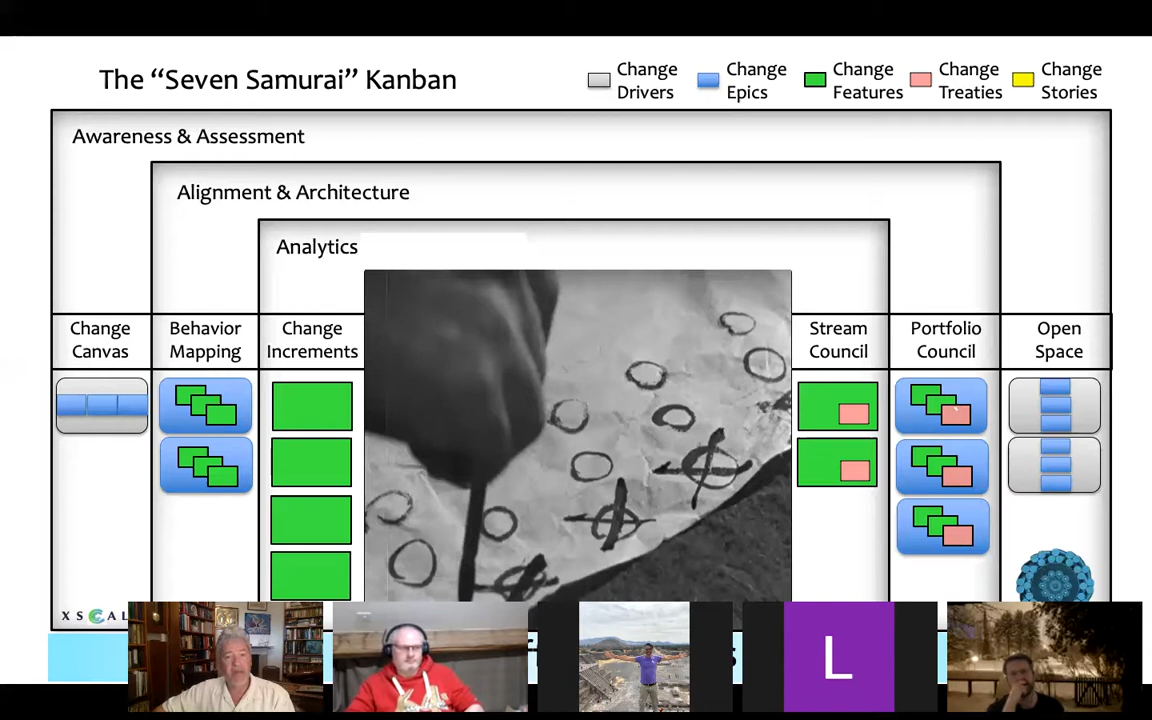 The “Seven Samurai” Kanban
Change
Drivers
Change
Epics
Change
Features
Change
Treaties
Change
Stories
Awareness & Assessment
Alignment & Architecture
Analytics
Change
Canvas
Behavior
Mapping
Change
Increments
Stream
Council
Portfolio
Council
Open
Space
XSCAL
L